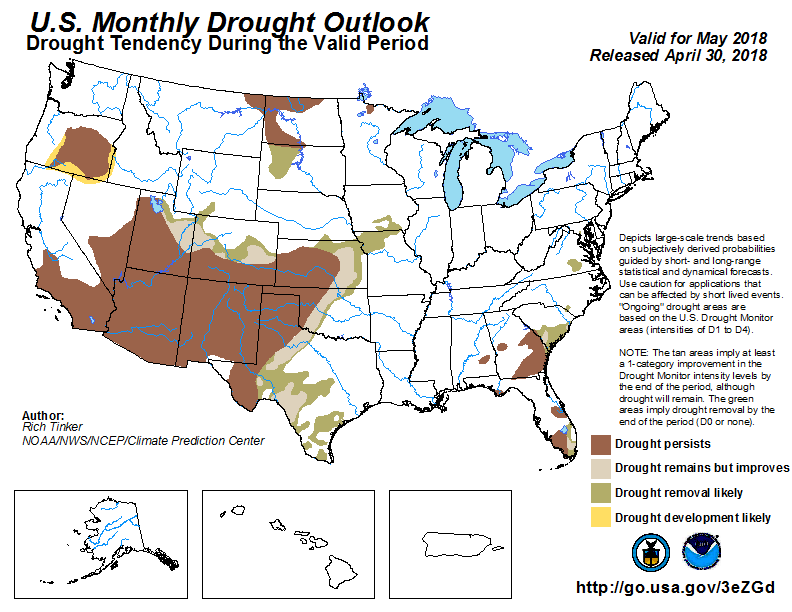 U.S. Monthly Drought Outlook
Drought Tendency During the Valid Period
Valid for May 2018
Released April 30, 2018
Depicts large-scale trends based
on subjectively derived probabilities
guided by short- and long-range
statistical and dynamical forecasts.
Use caution for applications that
can be affected by short lived events.
"Ongoing" drought areas are
based on the U.S. Drought Monitor
areas (intensities of D1 to D4).
NOTE: The tan areas imply at least
a 1-category improvement in the
Drought Monitor intensity levels by
the end of the period, although
drought will remain. The green
areas imply drought removal by the
end of the period (D0 or none).
Author:
Rich Tinker
NOAA/NWS/NCEP/Climate Prediction Center
Drought persists
Drought remains but improves
Drought removal likely
Drought development likely
http://go.usa.gov/3eZGd